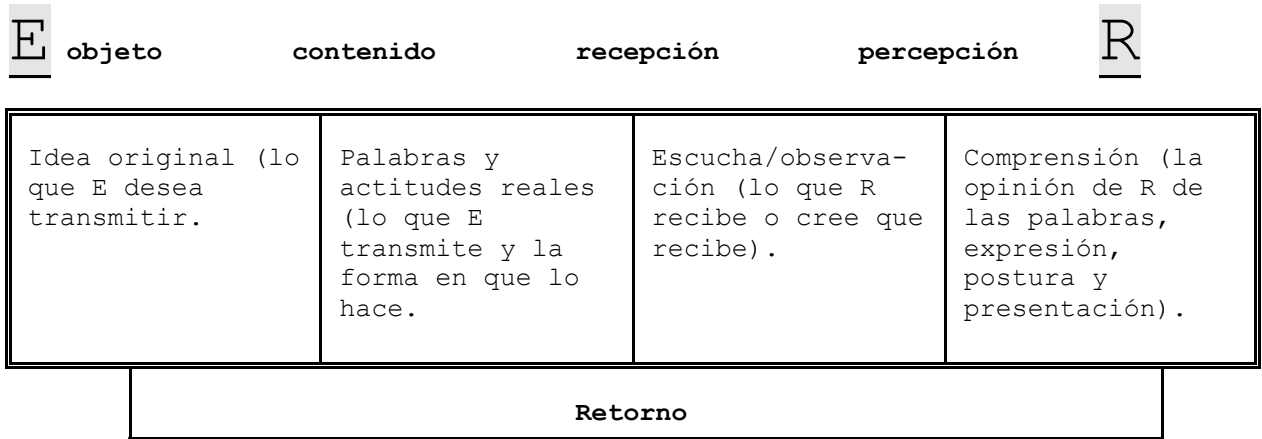 E objeto contenido recepción percepción R
Idea original (lo
que E desea
transmitir.
Palabras y
actitudes reales
(lo que E
transmite y la
forma en que lo
hace.
Escucha/observa-
ción (lo que R
recibe o cree que
recibe).
Comprensión (la
opinión de R de
las palabras,
expresión,
postura y
presentación).
Retorno